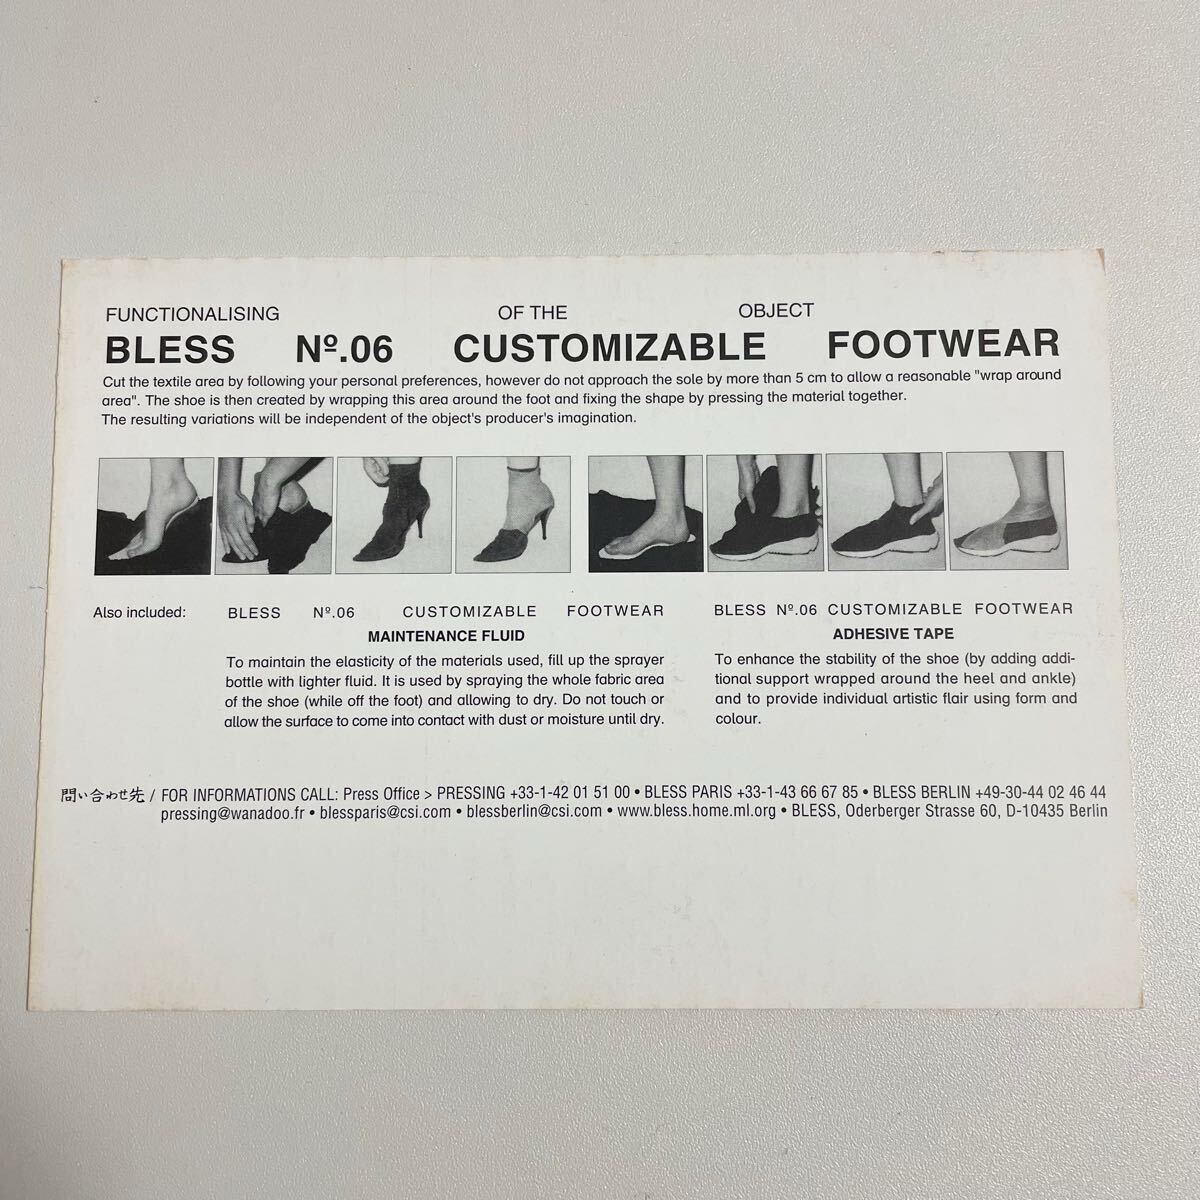 FUNCTIONALISING OF THE OBJECT
BLESS Nº.06 CUSTOMIZABLE FOOTWEAR
Cut the textile area by following your personal preferences, however do not approach the sole by more than 5 cm to allow a reasonable "wrap around
area". The shoe is then created by wrapping this area around the foot and fixing the shape by pressing the material together.
The resulting variations will be independent of the object's producer's imagination.
Also included:
BLESS Nº.06 CUSTOMIZABLE FOOTWEAR
MAINTENANCE FLUID
To maintain the elasticity of the materials used, fill up the sprayer
bottle with lighter fluid. It is used by spraying the whole fabric area
of the shoe (while off the foot) and allowing to dry. Do not touch or
allow the surface to come into contact with dust or moisture until dry.
BLESS Nº.06 CUSTOMIZABLE FOOTWEAR
ADHESIVE TAPE
To enhance the stability of the shoe (by adding addi-
tional support wrapped around the heel and ankle)
and to provide individual artistic flair using form and
colour.
問い合わせ先 / FOR INFORMATIONS CALL: Press Office > PRESSING +33-1-42 01 51 00 • BLESS PARIS +33-1-43 66 67 85 • BLESS BERLIN +49-30-44 02 46 44
pressing@wanadoo.fr • blessparis@csi.com • blessberlin@csi.com • www.bless.home.ml.org • BLESS, Oderberger Strasse 60, D-10435 Berlin